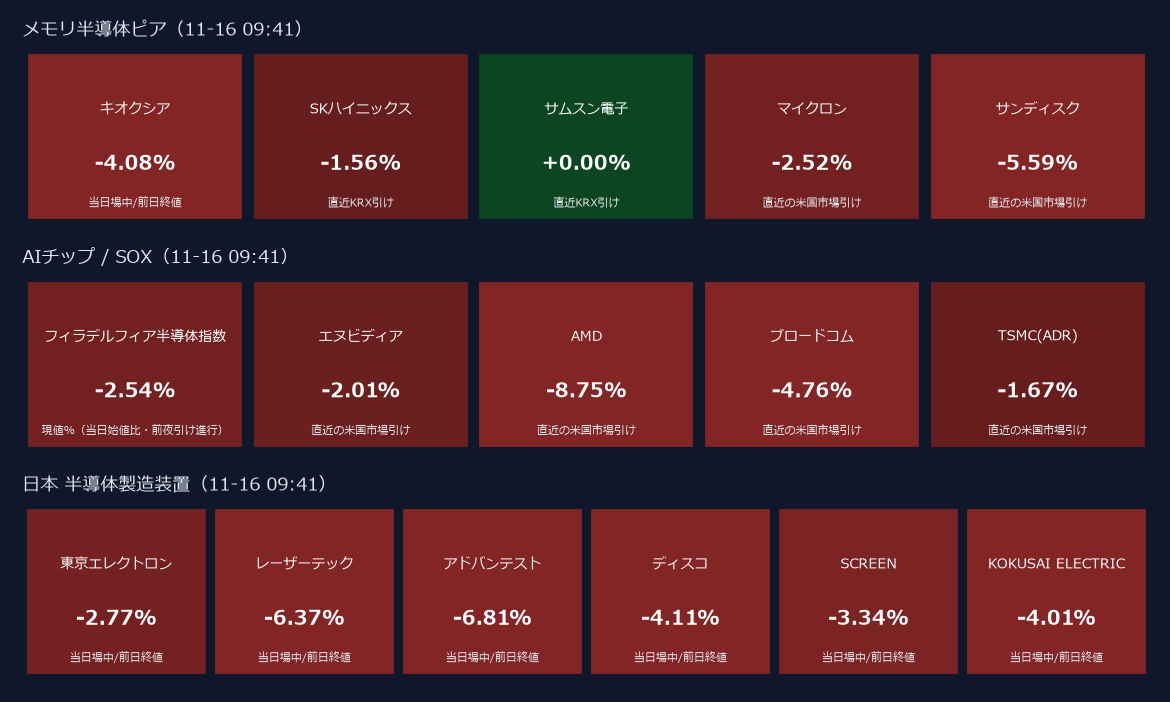 メモリ半導体ピア（11-16 09:41）
キオクシア
-4.08%
当日場中/前日終値
SKハイニックス
-1.56%
直近KRX引け
サムスン電子
+0.00%
直近KRX引け
マイクロン
-2.52%
直近の米国市場引け
サンディスク
-5.59%
直近の米国市場引け
AIチップ / SOX（11-16 09:41）
フィラデルフィア半導体指数
-2.54%
現値%（当日始値比・前夜引け進行）
エヌビディア
-2.01%
直近の米国市場引け
AMD
-8.75%
直近の米国市場引け
ブロードコム
-4.76%
直近の米国市場引け
TSMC(ADR)
-1.67%
直近の米国市場引け
日本 半導体製造装置（11-16 09:41）
東京エレクトロン
-2.77%
当日場中/前日終値
レーザーテック
-6.37%
当日場中/前日終値
アドバンテスト
-6.81%
当日場中/前日終値
ディスコ
-4.11%
当日場中/前日終値
SCREEN
-3.34%
当日場中/前日終値
KOKUSAI ELECTRIC
-4.01%
当日場中/前日終値